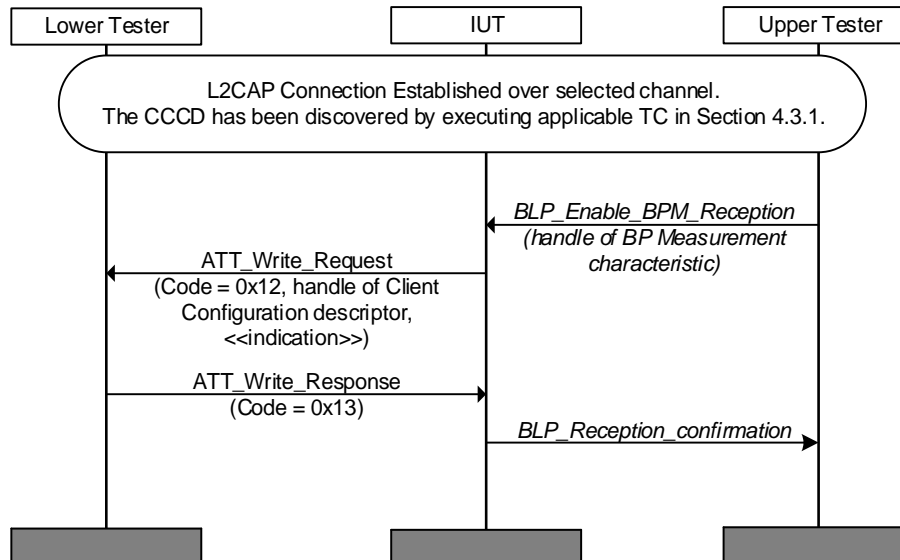 Lower Tester
IUT
Upper Tester
L2CAP Connection Established over selected channel.
The CCCD has been discovered by executing applicable TC in Section 4.3.1.
BLP_Enable_BPM_Reception
(handle of BP Measurement
characteristic)
ATT_Write_Request
(Code = 0x12, handle of Client
Configuration descriptor,
<<indication>>)
ATT_Write_Response
(Code = 0x13)
BLP_Reception_confirmation